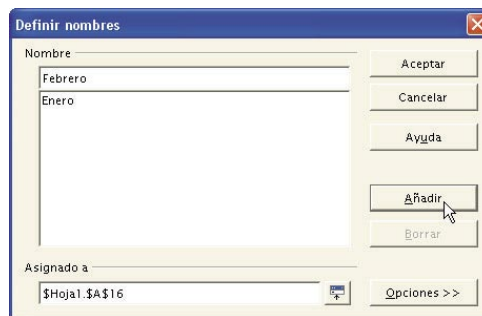 Definir nombres
Nombre
Febrero
Enero
Aceptar
Cancelar
Ayuda
Añadir
Borrar
Asignado a
$Hoja1.$A$16
Opciones >>